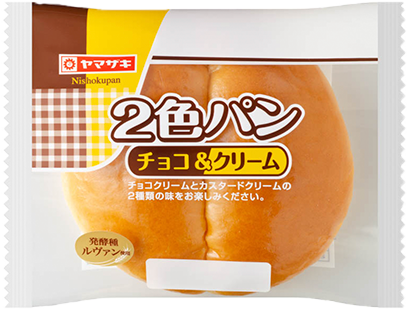 ヤマザキ
Nishokupan
2色パン
チョコ&クリーム
チョコクリームとカスタードクリームの
2種類の味をお楽しみください。
発酵種
ルヴァン使用